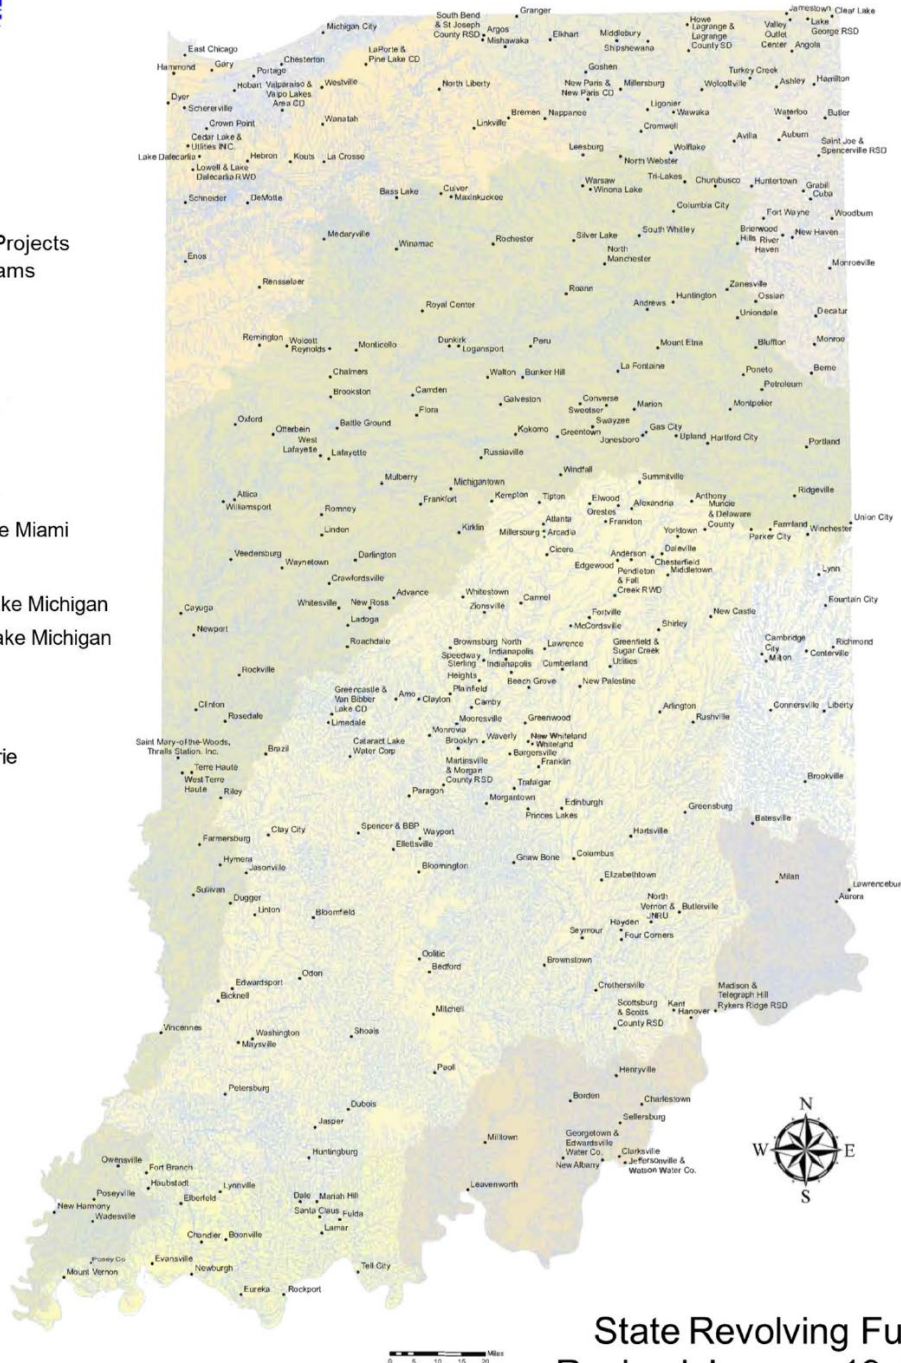 Granger
Jamestown
Clear Lake
Michigan City
South Bend
& St Joseph
County RSD
Argos
Mishawaka
Elkhart
Middlebury
Shipshewana
Howe
Lagrange &
Lagrange
County SD
Valley
Outlet
Center
Lake
George RSD
Angola
East Chicago
Hammond
Gary
Chesterton
Portage
LaPorte &
Pine Lake CD
Hobart
Valparaiso &
Valpo Lakes
Area CD
Westville
North Liberty
Goshen
New Paris &
New Paris CD
Millersburg
Wolcottville
Turkey Creek
Ashley
Hamilton
Dyer
Schererville
Crown Point
Wanatah
Linkville
Bremen
Nappanee
Ligonier
Wawaka
Cromwell
Waterloo
Butler
Cedar Lake &
Utilites INC.
Lake Dalecarlia
Lowell & Lake
Dalecarlia RWD
Hebron
Kouts
La Crosse
Leesburg
North Webster
Wolflake
Avilla
Auburn
Saint Joe &
Spencerville RSD
Schneider
DeMotte
Bass Lake
Culver
Maxinkuckee
Warsaw
Winona Lake
Tri-Lakes
Churubusco
Huntertown
Grabill
Cuba
Columbia City
Fort Wayne
Woodburn
Projects
ams
Medaryville
Winamac
Rochester
Silver Lake
South Whitley
North
Manchester
Brierwood
Hills
River
Haven
New Haven
Monroeville
Enos
Rensselaer
Royal Center
Roann
Andrews
Huntington
Zanesville
Ossian
Uniondale
Decatur
Remington
Wolcott
Reynolds
Monticello
Dunkirk
Logansport
Peru
Mount Etna
Bluffton
Monroe
Chalmers
Brookston
Camden
Flora
Walton
Bunker Hill
La Fontaine
Poneto
Petroleum
Berne
Galveston
Converse
Sweetser
Marion
Montpelier
Oxford
Otterbein
Battle Ground
West
Lafayette
Lafayette
Kokomo
Greentown
Swayzee
Jonesboro
Gas City
Upland
Hartford City
Portland
Russiaville
Mulberry
Michigantown
Windfall
Summitville
Attica
Williamsport
Romney
Linden
Frankfort
Kempton
Tipton
Elwood
Orestes
Alexandria
Frankton
Anthony
Muncie
& Delaware
County
Ridgeville
Kirklin
Atlanta
Millersburg
Arcadia
Yorktown
Farmland
Parker City
Winchester
Union City
e Miami
Veedersburg
Waynetown
Darlington
Crawfordsville
Cicero
Edgewood
Anderson
Daleville
Chesterfield
Middletown
Pendleton
& Fall
Creek RWD
Lynn
ke Michigan
ake Michigan
Cayuga
Newport
Whitesville
New Ross
Advance
Ladoga
Roachdale
Whitestown
Zionsville
Carmel
Fortville
McCordsville
Shirley
New Castle
Fountain City
Rockville
Brownsburg
North
Indianapolis
Speedway
Sterling
Heights
Indianapolis
Lawrence
Cumberland
Greenfield &
Sugar Creek
Utilities
Cambridge
City
Milton
Richmond
Centerville
Clinton
Rosedale
Greencastle &
Van Bibber
Lake CD
Limedale
Amo
Clayton
Plainfield
Camby
Beach Grove
New Palestine
Arlington
Rushville
Connersville
Liberty
rie
Saint Mary-of-the-Woods,
Thralls Station. Inc.
Terre Haute
West Terre
Haute
Brazil
Riley
Cataract Lake
Water Corp
Mooresville
Monrovia
Brooklyn
Waverly
Greenwood
New Whiteland
Whiteland
Bargersville
Franklin
Martinsville
& Morgan
County RSD
Trafalgar
Brookville
Paragon
Morgantown
Princes Lakes
Edinburgh
Greensburg
Batesville
Farmersburg
Clay City
Spencer & BBP
Wayport
Ellettsville
Hartsville
Hymera
Jasonville
Bloomington
Gnaw Bone
Columbus
Elizabethtown
Milan
Lawrencebu
Aurora
Sullivan
Dugger
Linton
Bloomfield
North
Vernon &
JNRU
Butlerville
Hayden
Four Corners
Seymour
Oolitic
Bedford
Brownstown
Edwardsport
Bicknell
Odon
Crothersville
Scottsburg
& Scotts
County RSD
Kent
Hanover
Madison &
Telegraph Hill
Rykers Ridge RSD
Mitchell
Vincennes
Washington
Maysville
Shoals
Paoli
Henryville
Petersburg
Dubois
Borden
Charlestown
Sellersburg
Jasper
Milltown
Georgetown &
Edwardsville
Water Co.
New Albany
Clarksville
Jeffersonville &
Watson Water Co.
N
W
E
S
Owensville
Fort Branch
Haubstadt
Huntingburg
Leavenworth
Poseyville
New Harmony
Wadesville
Elberfeld
Lynnville
Dale
Mariah Hill
Santa Claus
Fulda
Lamar
Chandler
Boonville
Posey Co
Mount Vernon
Evansville
Newburgh
Tell City
Eureka
Rockport
Miles
0 5 10 15 20
State Revolving Fu